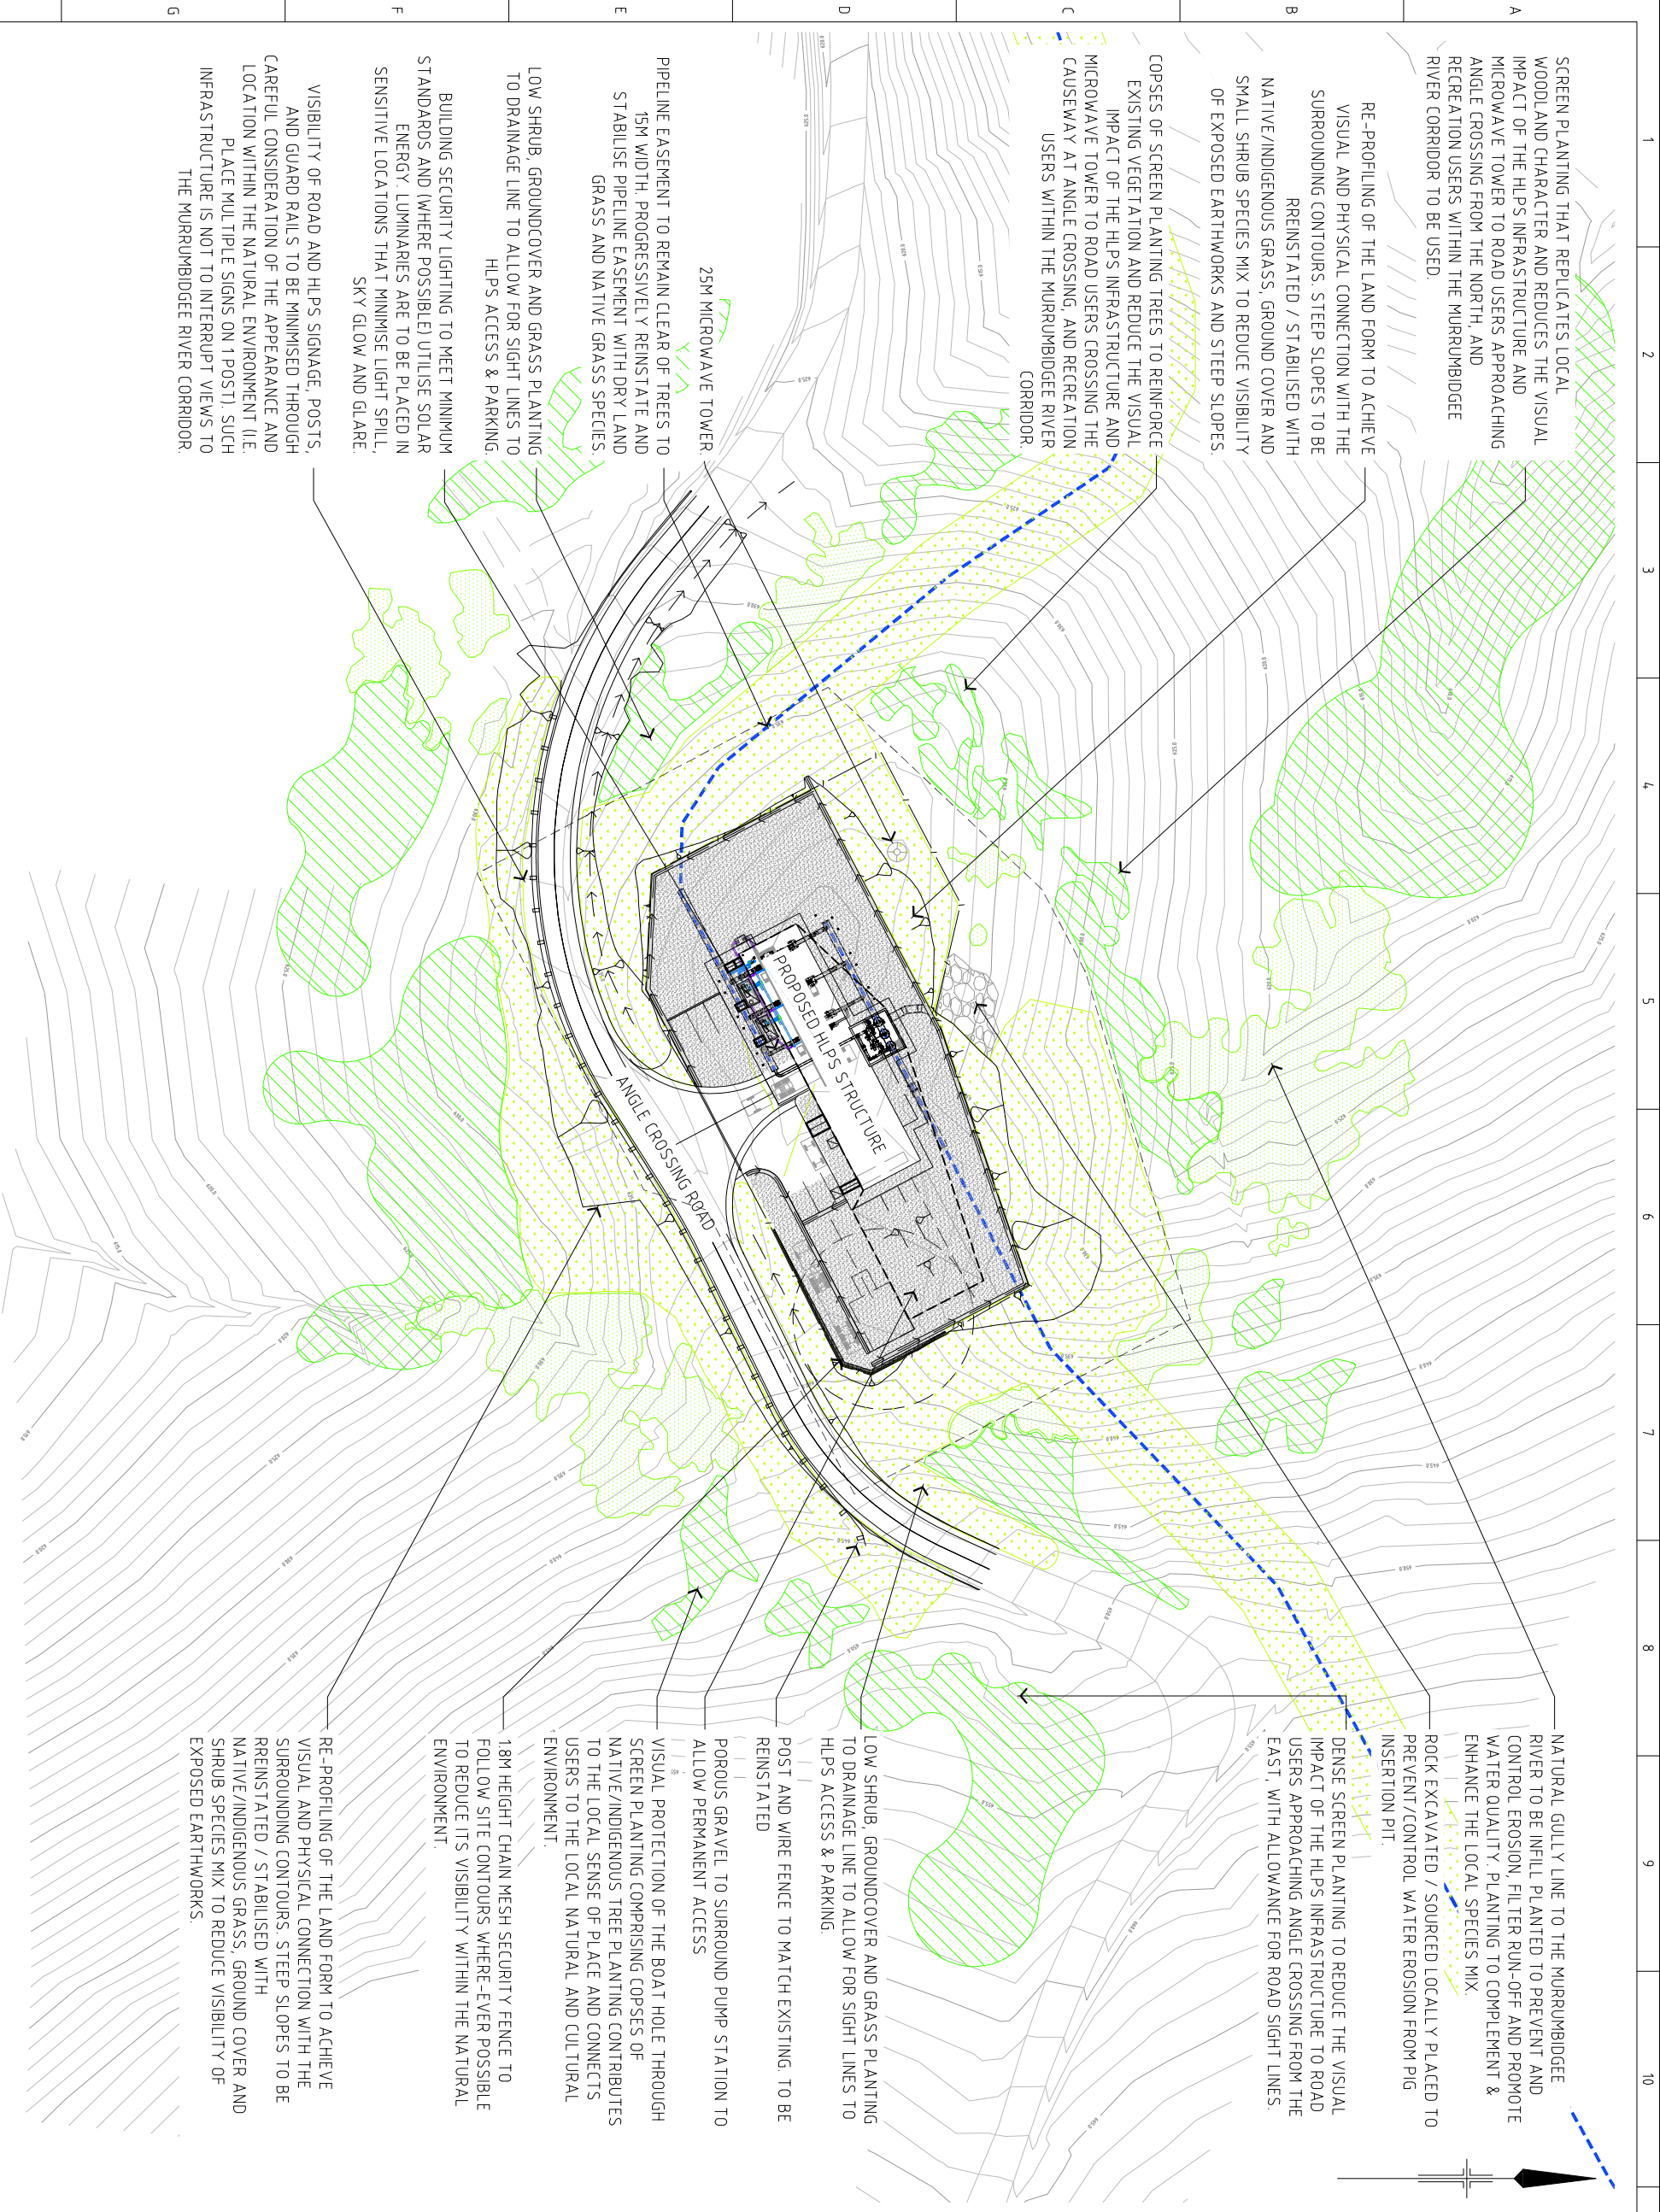 1
2
3
4
5
6
7
8
9
10
A
B
C
D
E
F
G
SCREEN PLANTING THAT REPLICATES LOCAL
WOODLAND CHARACTER AND REDUCES THE VISUAL
IMPACT OF THE HLPS INFRASTRUCTURE AND
MICROWAVE TOWER TO ROAD USERS APPROACHING
ANGLE CROSSING FROM THE NORTH, AND
RECREATION USERS WITHIN THE MURRUMBIDGEE
RIVER CORRIDOR TO BE USED.
RE-PROFILING OF THE LAND FORM TO ACHIEVE
VISUAL AND PHYSICAL CONNECTION WITH THE
SURROUNDING CONTOURS. STEEP SLOPES TO BE
RREINSTATED / STABILISED WITH
NATIVE/INDIGENOUS GRASS, GROUND COVER AND
SMALL SHRUB SPECIES MIX TO REDUCE VISIBILITY
OF EXPOSED EARTHWORKS AND STEEP SLOPES.
COPSES OF SCREEN PLANTING TREES TO REINFORCE
EXISTING VEGETATION AND REDUCE THE VISUAL
IMPACT OF THE HLPS INFRASTRUCTURE AND
MICROWAVE TOWER TO ROAD USERS CROSSING THE
CAUSEWAY AT ANGLE CROSSING, AND RECREATION
USERS WITHIN THE MURRUMBIDGEE RIVER
CORRIDOR.
25M MICROWAVE TOWER.
PIPELINE EASEMENT TO REMAIN CLEAR OF TREES TO
15M WIDTH. PROGRESSIVELY REINSTATE AND
STABILISE PIPELINE EASEMENT WITH DRY LAND
GRASS AND NATIVE GRASS SPECIES.
LOW SHRUB, GROUNDCOVER AND GRASS PLANTING
TO DRAINAGE LINE TO ALLOW FOR SIGHT LINES TO
HLPS ACCESS & PARKING.
BUILDING SECURITY LIGHTING TO MEET MINIMUM
STANDARDS AND (WHERE POSSIBLE) UTILISE SOLAR
ENERGY. LUMINARIES ARE TO BE PLACED IN
SENSITIVE LOCATIONS THAT MINIMISE LIGHT SPILL,
SKY GLOW AND GLARE.
VISIBILITY OF ROAD AND HLPS SIGNAGE, POSTS,
AND GUARD RAILS TO BE MINIMISED THROUGH
CAREFUL CONSIDERATION OF THE APPEARANCE AND
LOCATION WITHIN THE NATURAL ENVIRONMENT (I.E.
PLACE MULTIPLE SIGNS ON 1 POST). SUCH
INFRASTRUCTURE IS NOT TO INTERRUPT VIEWS TO
THE MURRUMBIDGEE RIVER CORRIDOR
PROPOSED HLPS STRUCTURE
ANGLE CROSSING ROAD
NATURAL GULLY LINE TO THE MURRUMBIDGEE
RIVER TO BE INFILL PLANTED TO PREVENT AND
CONTROL EROSION, FILTER RUN-OFF AND PROMOTE
WATER QUALITY. PLANTING TO COMPLEMENT &
ENHANCE THE LOCAL SPECIES MIX.
ROCK EXCAVATED / SOURCED LOCALLY PLACED TO
PREVENT/CONTROL WATER EROSION FROM PIG
INSERTION PIT.
DENSE SCREEN PLANTING TO REDUCE THE VISUAL
IMPACT OF THE HLPS INFRASTRUCTURE TO ROAD
USERS APPROACHING ANGLE CROSSING FROM THE
EAST, WITH ALLOWANCE FOR ROAD SIGHT LINES.
LOW SHRUB, GROUNDCOVER AND GRASS PLANTING
TO DRAINAGE LINE TO ALLOW FOR SIGHT LINES TO
HLPS ACCESS & PARKING.
POST AND WIRE FENCE TO MATCH EXISTING, TO BE
REINSTATED
POROUS GRAVEL TO SURROUND PUMP STATION TO
ALLOW PERMANENT ACCESS
VISUAL PROTECTION OF THE BOAT HOLE THROUGH
SCREEN PLANTING COMPRISING COPSES OF
NATIVE/INDIGENOUS TREE PLANTING CONTRIBUTES
TO THE LOCAL SENSE OF PLACE AND CONNECTS
USERS TO THE LOCAL NATURAL AND CULTURAL
ENVIRONMENT.
1.8M HEIGHT CHAIN MESH SECURITY FENCE TO
FOLLOW SITE CONTOURS WHERE-EVER POSSIBLE
TO REDUCE ITS VISIBILITY WITHIN THE NATURAL
ENVIRONMENT.
RE-PROFILING OF THE LAND FORM TO ACHIEVE
VISUAL AND PHYSICAL CONNECTION WITH THE
SURROUNDING CONTOURS. STEEP SLOPES TO BE
RREINSTATED / STABILISED WITH
NATIVE/INDIGENOUS GRASS, GROUND COVER AND
SHRUB SPECIES MIX TO REDUCE VISIBILITY OF
EXPOSED EARTHWORKS.